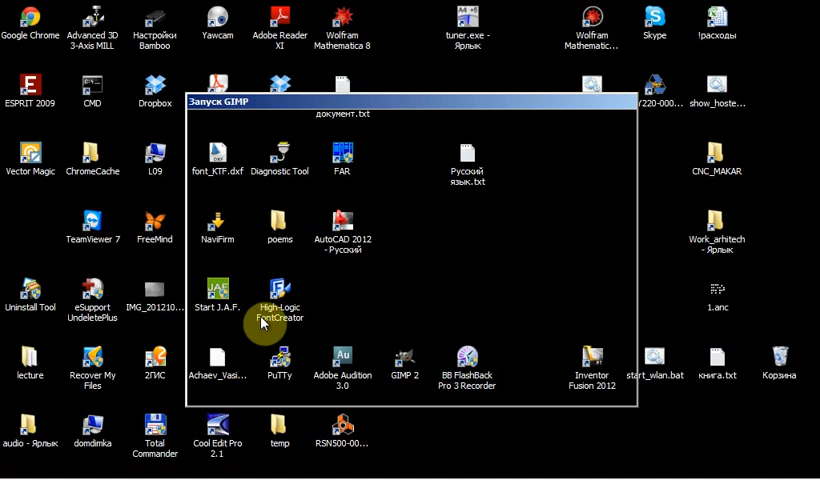 Google Chrome
Advanced 3D
3-Axis MILL
Настройки
Bamboo
Yawcam
Adobe Reader
XI
Wolfram
Mathematica 8
tuner.exe -
Ярлык
Wolfram
Mathematic...
Skype
!расходы
ESPRIT 2009
CMD
Dropbox
Запуск GIMP
документ.txt
Y220-000...
show_hoste...
Vector Magic
ChromeCache
L09
font_KTF.dxf
Diagnostic Tool
FAR
Русский
язык.txt
CNC_MAKAR
TeamViewer 7
FreeMind
NaviFirm
poems
AutoCAD 2012
- Русский
Work_arhitech
- Ярлык
Uninstall Tool
eSupport
UndeletePlus
IMG_201210...
Start J.A.F.
High-Logic
FontCreator
1.anc
lecture
Recover My
Files
2ГИС
Achaev_Vasi...
PuTTy
Adobe Audition
3.0
GIMP 2
BB FlashBack
Pro 3 Recorder
Inventor
Fusion 2012
start_wlan.bat
книга.txt
Корзина
audio - Ярлык
domdimka
Total
Commander
Cool Edit Pro
2.1
temp
RSN500-00...